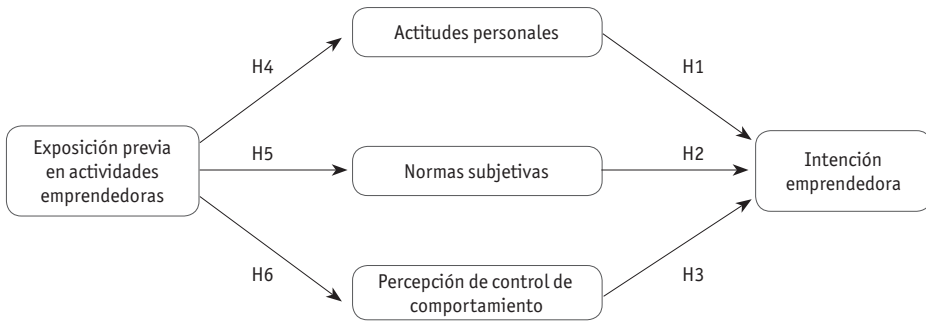 Actitudes personales
H4
H1
Exposición previa
en actividades
emprendedoras
H5
Normas subjetivas
H2
Intención
emprendedora
H6
Percepción de control de
comportamiento
H3